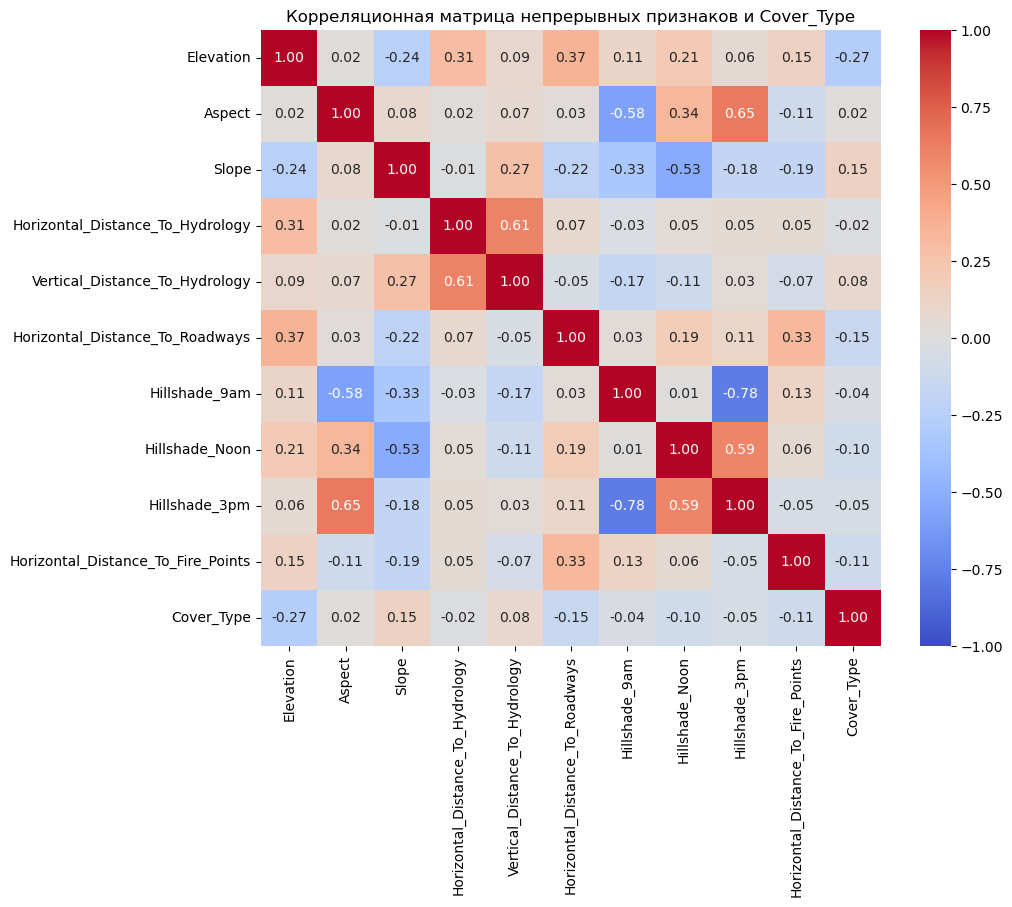 Корреляционная матрица непрерывных признаков и Cover_Type
Elevation 1.00 0.02 -0.24 0.31 0.09 0.37 0.11 0.21 0.06 0.15 -0.27
Aspect 0.02 1.00 0.08 0.02 0.07 0.03 -0.58 0.34 0.65 -0.11 0.02
Slope -0.24 0.08 1.00 -0.01 0.27 -0.22 -0.33 -0.53 -0.18 -0.19 0.15
Horizontal_Distance_To_Hydrology 0.31 0.02 -0.01 1.00 0.61 0.07 -0.03 0.05 0.05 0.05 -0.02
Vertical_Distance_To_Hydrology 0.09 0.07 0.27 0.61 1.00 -0.05 -0.17 -0.11 0.03 -0.07 0.08
Horizontal_Distance_To_Roadways 0.37 0.03 -0.22 0.07 -0.05 1.00 0.03 0.19 0.11 0.33 -0.15
Hillshade_9am 0.11 -0.58 -0.33 -0.03 -0.17 0.03 1.00 0.01 -0.78 0.13 -0.04
Hillshade_Noon 0.21 0.34 -0.53 0.05 -0.11 0.19 0.01 1.00 0.59 0.06 -0.10
Hillshade_3pm 0.06 0.65 -0.18 0.05 0.03 0.11 -0.78 0.59 1.00 -0.05 -0.05
Horizontal_Distance_To_Fire_Points 0.15 -0.11 -0.19 0.05 -0.07 0.33 0.13 0.06 -0.05 1.00 -0.11
Cover_Type -0.27 0.02 0.15 -0.02 0.08 -0.15 -0.04 -0.10 -0.05 -0.11 1.00
Elevation
Aspect
Slope
Horizontal_Distance_To_Hydrology
Vertical_Distance_To_Hydrology
Horizontal_Distance_To_Roadways
Hillshade_9am
Hillshade_Noon
Hillshade_3pm
Horizontal_Distance_To_Fire_Points
Cover_Type
1.00
0.75
0.50
0.25
0.00
−0.25
−0.50
−0.75
−1.00